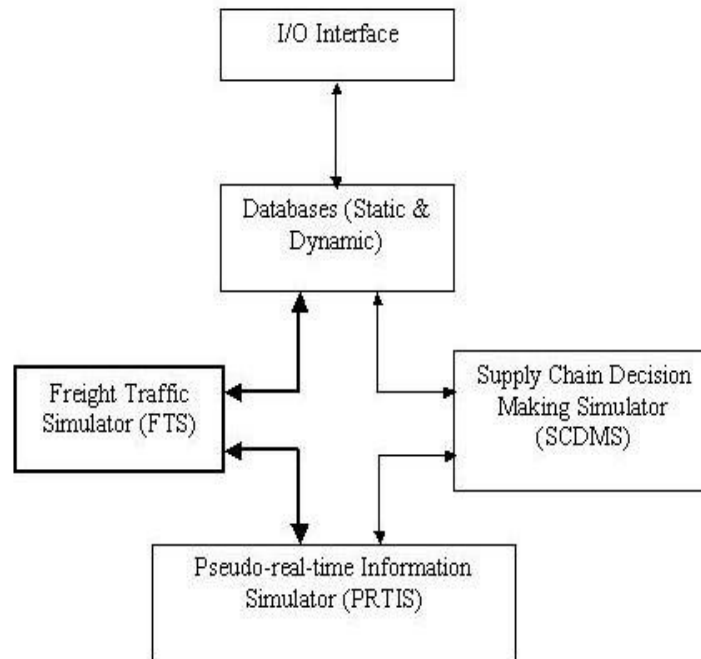 I/O Interface
Databases (Static &
Dynamic)
Freight Traffic
Simulator (FTS)
Supply Chain Decision
Making Simulator
(SCDMS)
Pseudo-real-time Information
Simulator (PRTIS)